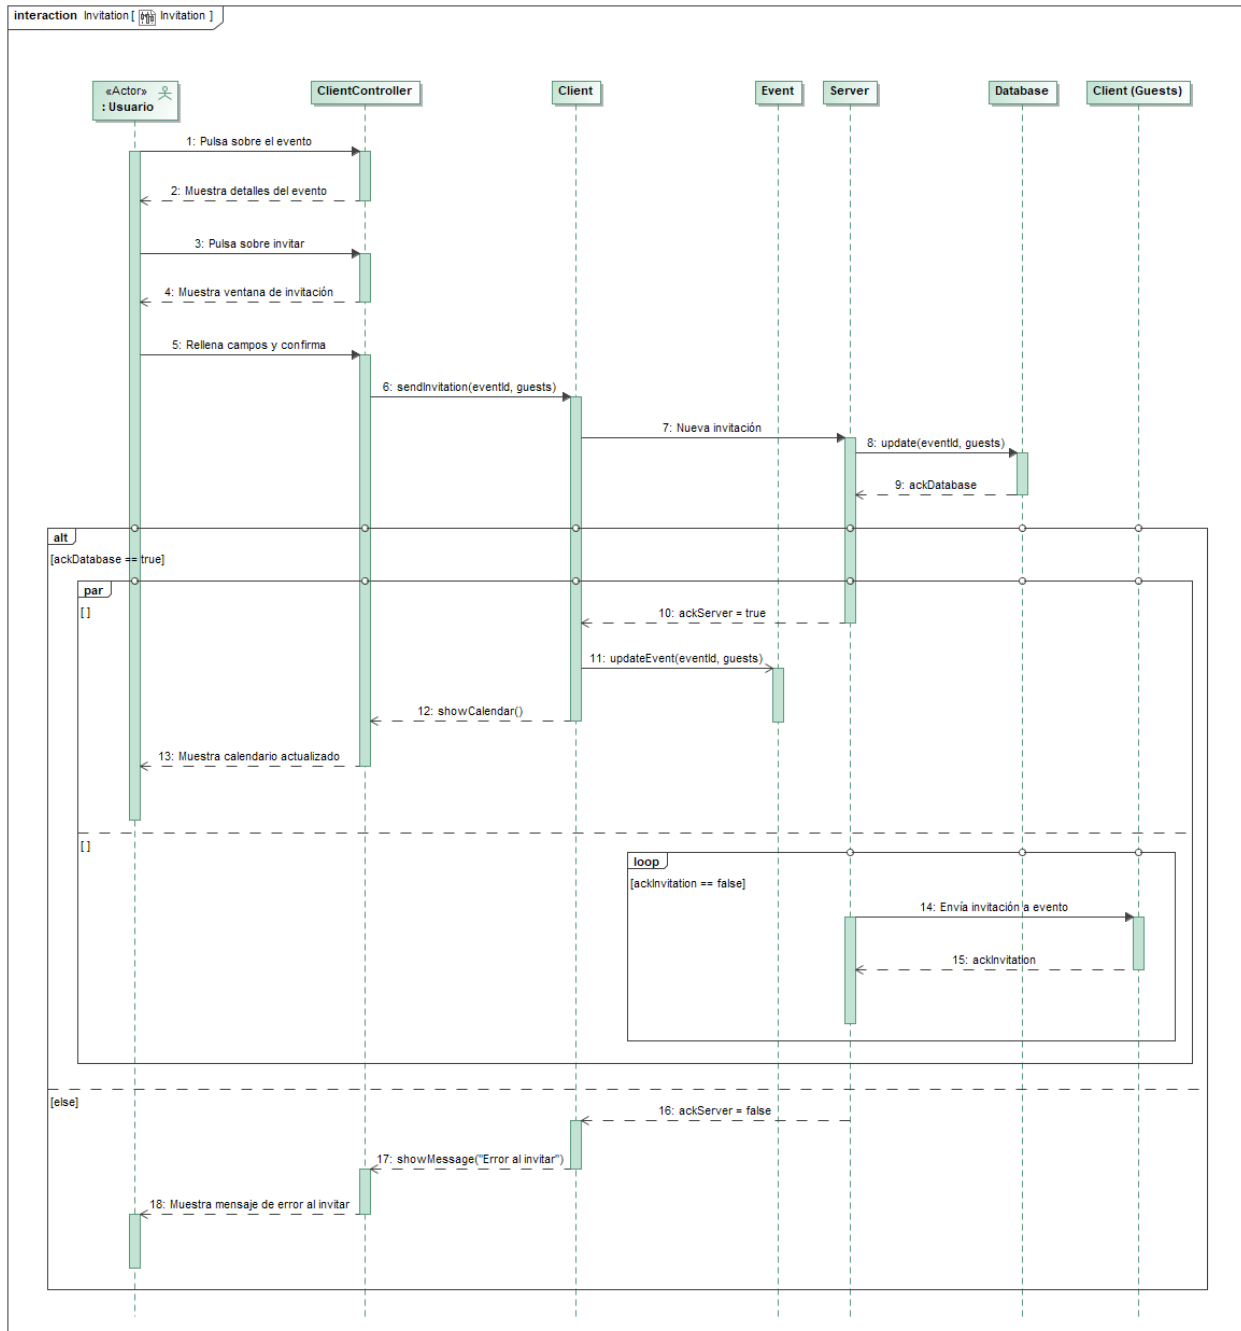 interaction Invitation [ Invitation ]
«Actor»
: Usuario
ClientController
Client
Event
Server
Database
Client (Guests)
1: Pulsa sobre el evento
2: Muestra detalles del evento
3: Pulsa sobre invitar
4: Muestra ventana de invitación
5: Rellena campos y confirma
6: sendInvitation(eventId, guests)
7: Nueva invitación
8: update(eventId, guests)
9: ackDatabase
alt
[ackDatabase == true]
par
[ ]
10: ackServer = true
11: updateEvent(eventId, guests)
12: showCalendar()
13: Muestra calendario actualizado
[ ]
loop
[ackInvitation == false]
14: Envía invitación a evento
15: ackInvitation
[else]
16: ackServer = false
17: showMessage("Error al invitar")
18: Muestra mensaje de error al invitar